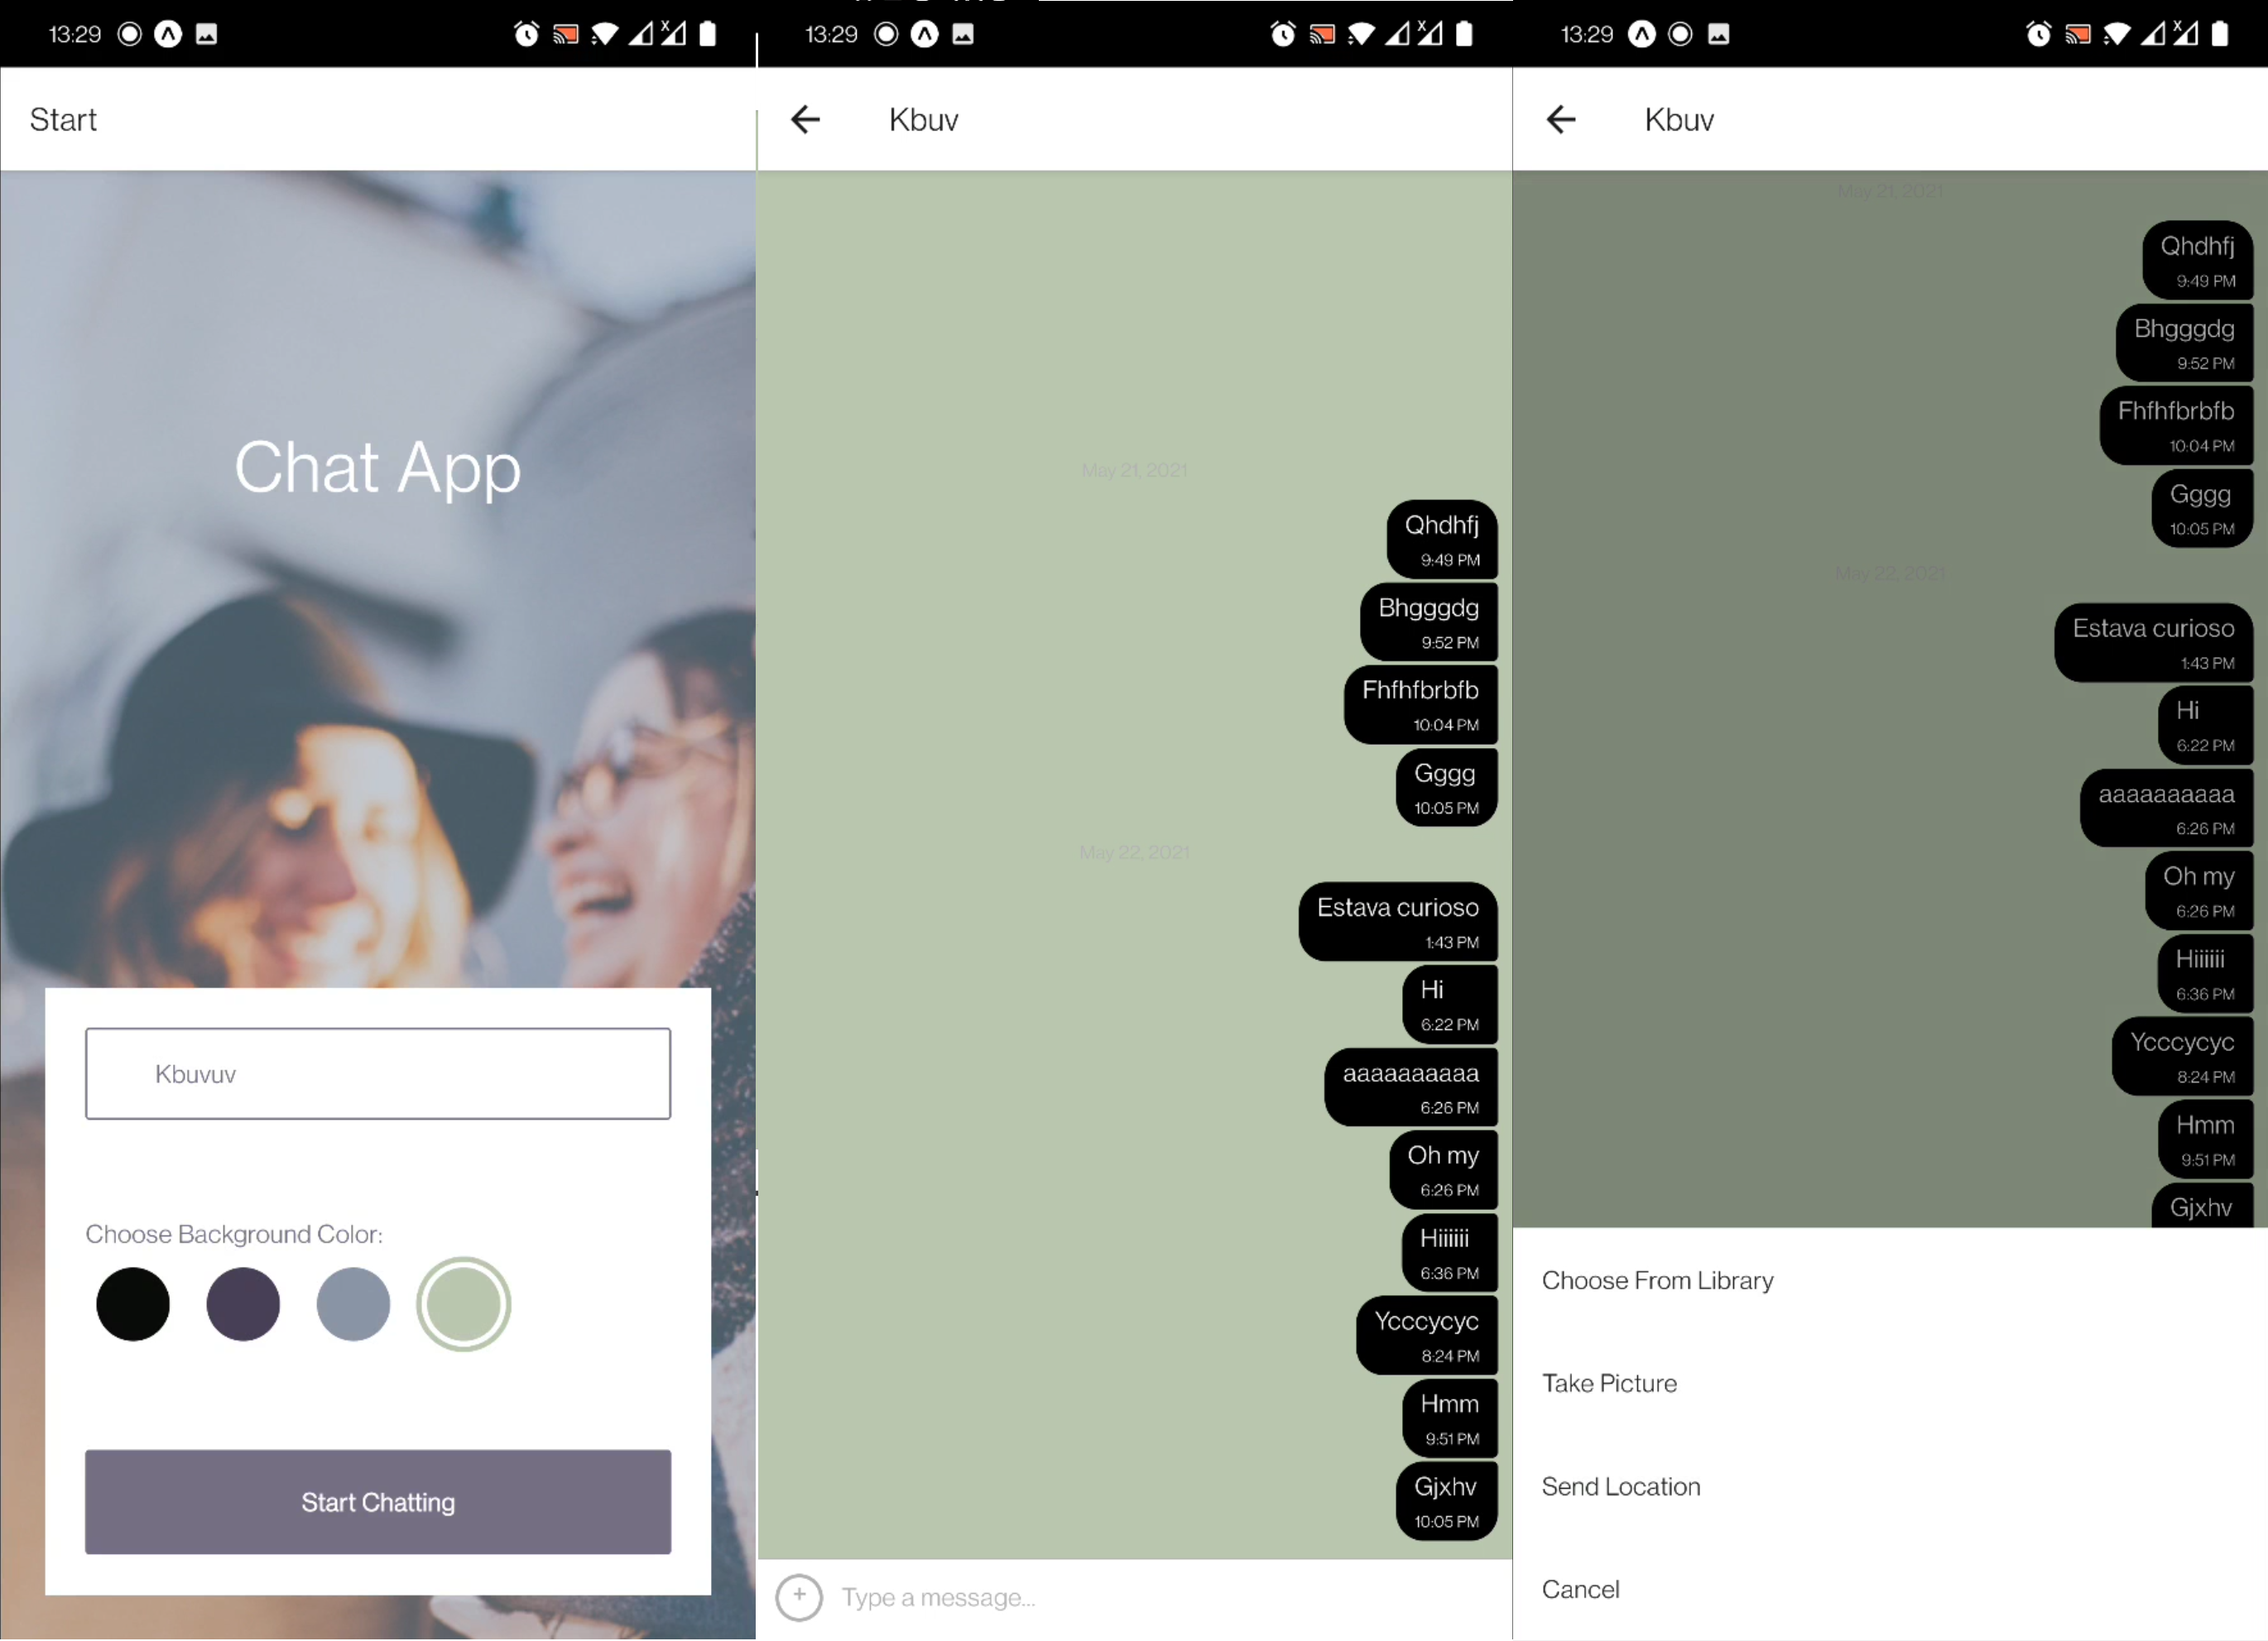 13:29
Start
Chat App
Kbuvuv
Choose Background Color:
Start Chatting
13:29
Kbuv
May 21, 2021
Qhdhfj
9:49 PM
Bhgggdg
9:52 PM
Fhfhfbrbfb
10:04 PM
Gggg
10:05 PM
May 22, 2021
Estava curioso
1:43 PM
Hi
6:22 PM
aaaaaaaaaa
6:26 PM
Oh my
6:26 PM
Hiiiiiii
6:36 PM
Ycccycyc
8:24 PM
Hmm
9:51 PM
Gjxhv
10:05 PM
Type a message...
13:29
Kbuv
May 21, 2021
Qhdhfj
9:49 PM
Bhgggdg
9:52 PM
Fhfhfbrbfb
10:04 PM
Gggg
10:05 PM
May 22, 2021
Estava curioso
1:43 PM
Hi
6:22 PM
aaaaaaaaaa
6:26 PM
Oh my
6:26 PM
Hiiiiiii
6:36 PM
Ycccycyc
8:24 PM
Hmm
9:51 PM
Gjxhv
Choose From Library
Take Picture
Send Location
Cancel